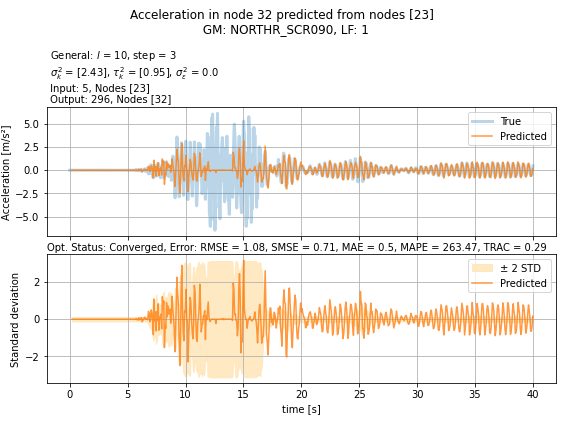 Acceleration in node 32 predicted from nodes [23]
GM: NORTHR_SCR090, LF: 1
General: l = 10, step = 3
σ²ₖ = [2.43], τ²ₖ = [0.95], σ²ε = 0.0
Input: 5, Nodes [23]
Output: 296, Nodes [32]
Acceleration [m/s²]
5.0
2.5
0.0
−2.5
−5.0
True
Predicted
Opt. Status: Converged, Error: RMSE = 1.08, SMSE = 0.71, MAE = 0.5, MAPE = 263.47, TRAC = 0.29
Standard deviation
2
0
−2
± 2 STD
Predicted
0 5 10 15 20 25 30 35 40
time [s]